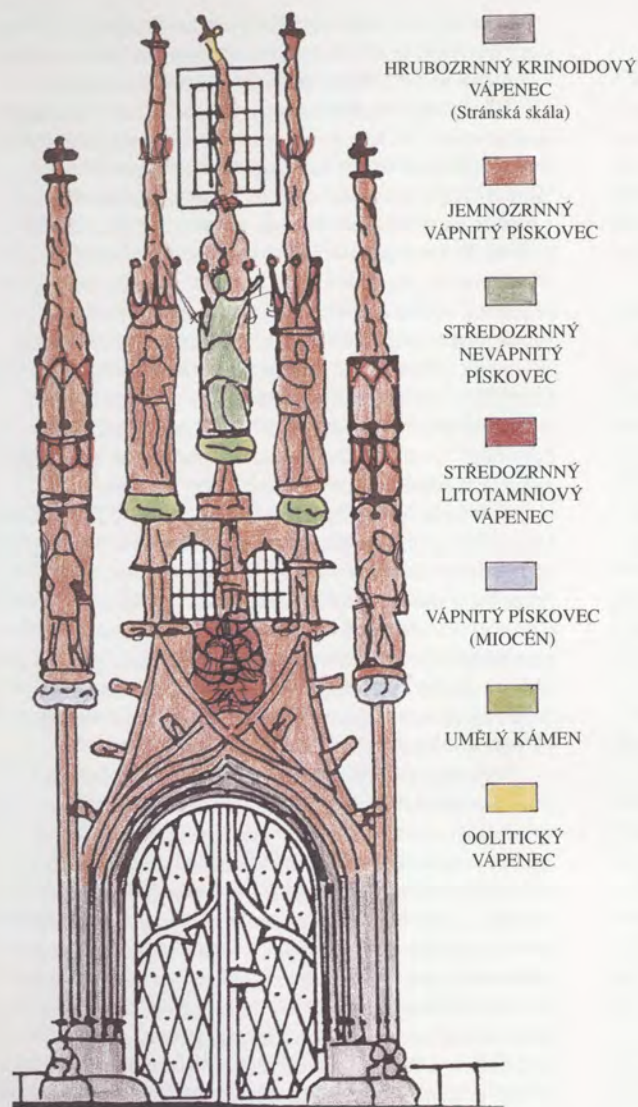 HRUBOZRNNÝ KRINOIDOVÝ
VÁPENEC
(Stránská skála)
JEMNOZRNNÝ
VÁPNITÝ PÍSKOVEC
STŘEDOZRNNÝ
NEVÁPNITÝ
PÍSKOVEC
STŘEDOZRNNÝ
LITOTAMNIOVÝ
VÁPENEC
VÁPNITÝ PÍSKOVEC
(MIOCÉN)
UMĚLÝ KÁMEN
OOLITICKÝ
VÁPENEC